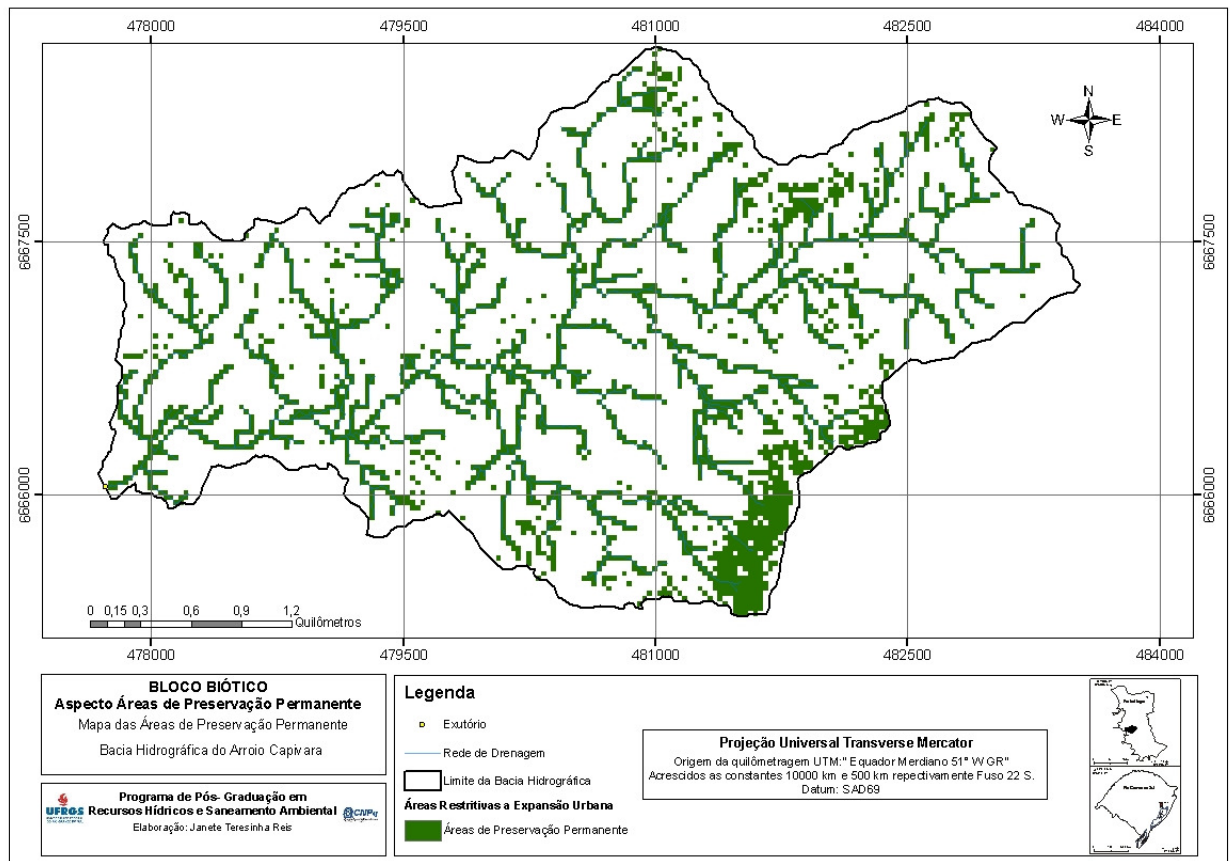 478000 479500 481000 482500 484000
N
W E
S
6667500 6667500
6666000 6666000
0 0,15 0,3 0,6 0,9 1,2
Quilômetros
478000 479500 481000 482500 484000
BLOCO BIÓTICO
Aspecto Áreas de Preservação Permanente
Mapa das Áreas de Preservação Permanente
Bacia Hidrográfica do Arroio Capivara
UFRGS
Programa de Pós- Graduação em
Recursos Hídricos e Saneamento Ambiental
Elaboração: Janete Teresinha Reis
CNPq
Legenda
Exutório
Rede de Drenagem
Limite da Bacia Hidrográfica
Áreas Restritivas a Expansão Urbana
Áreas de Preservação Permanente
Projeção Universal Transverse Mercator
Origem da quilômetragem UTM:" Equador Merdiano 51° W GR"
Acrescidos as constantes 10000 km e 500 km repectivamente Fuso 22 S.
Datum: SAD69